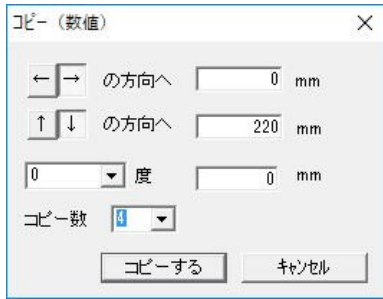 コピー (数値)
← → の方向へ 0 mm
↑ ↓ の方向へ 220 mm
0 度 0 mm
コピー数 4
コピーする キャンセル